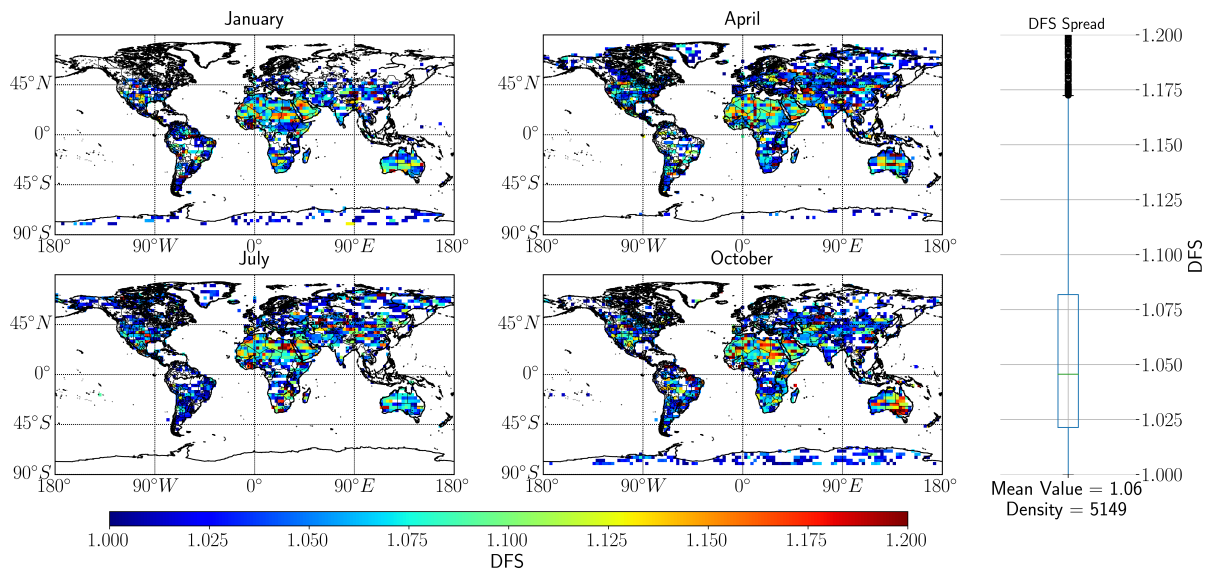 January
April
DFS Spread
45°N
0°
45°S
90°S
180° 90°W 0° 90°E 180°
45°N
0°
45°S
90°S
180° 90°W 0° 90°E 180°
July
October
45°N
0°
45°S
90°S
180° 90°W 0° 90°E 180°
45°N
0°
45°S
90°S
180° 90°W 0° 90°E 180°
1.200
1.175
1.150
1.125
1.100
1.075
1.050
1.025
1.000
DFS
Mean Value = 1.06
Density = 5149
1.000 1.025 1.050 1.075 1.100 1.125 1.150 1.175 1.200
DFS